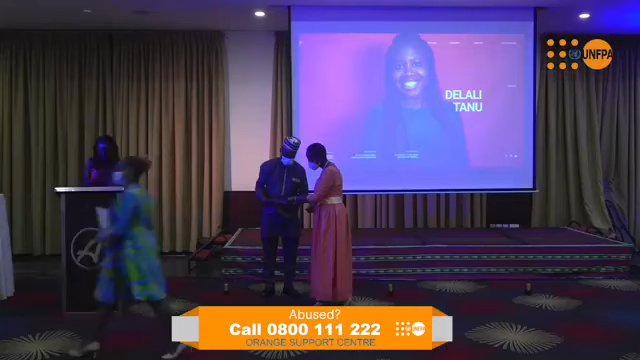 UNFPA
DELALI
TANU
Abused?
Call 0800 111 222
ORANGE SUPPORT CENTRE